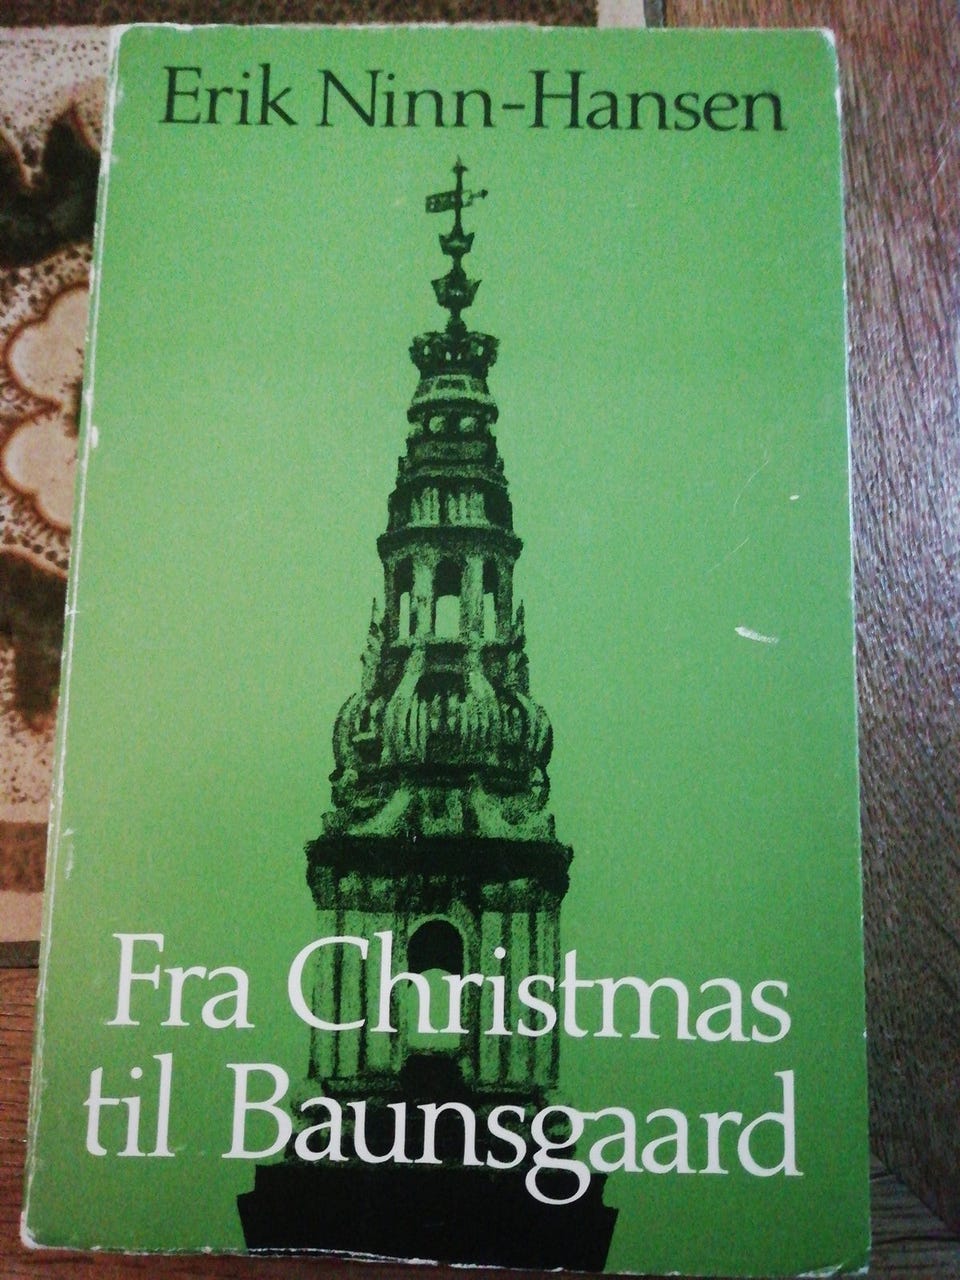 Erik Ninn-Hansen
Fra Christmas
til Baunsgaard